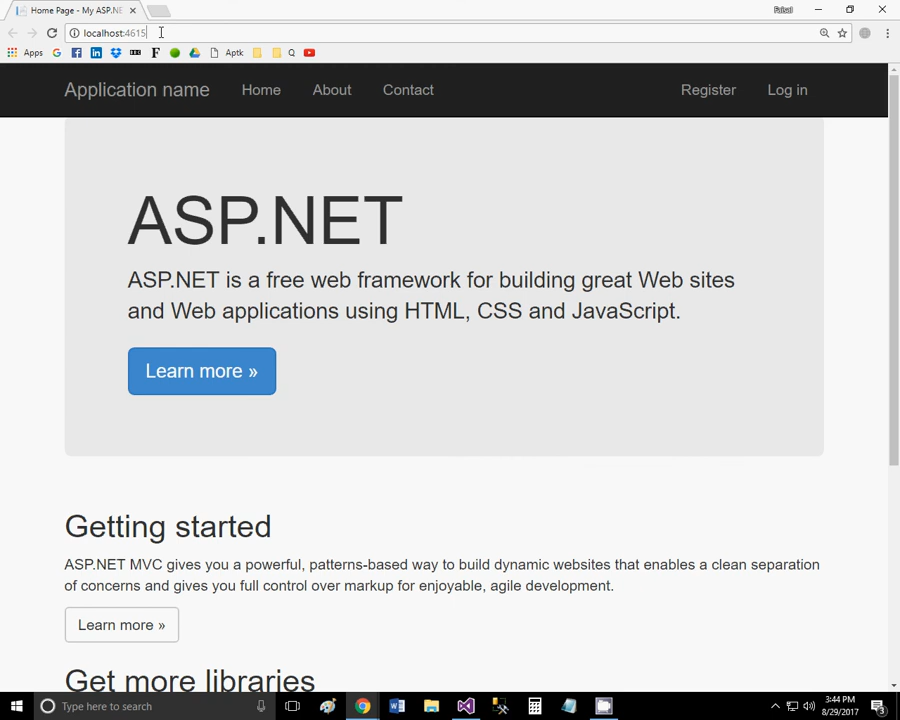 Home Page - My ASP.NE
Faisal
localhost:4615
Apps
Aptk
Q
Application name
Home
About
Contact
Register
Log in
ASP.NET
ASP.NET is a free web framework for building great Web sites
and Web applications using HTML, CSS and JavaScript.
Learn more »
Getting started
ASP.NET MVC gives you a powerful, patterns-based way to build dynamic websites that enables a clean separation
of concerns and gives you full control over markup for enjoyable, agile development.
Learn more »
Get more libraries
Type here to search
3:44 PM
8/29/2017